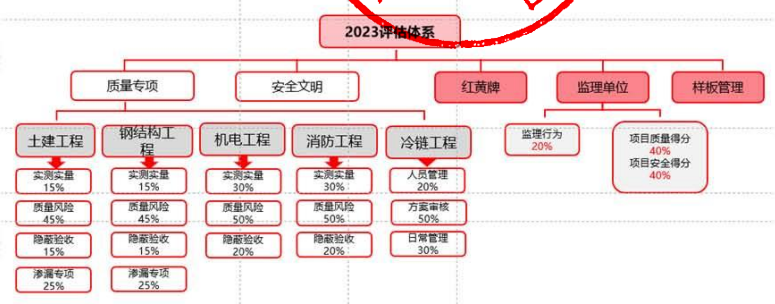 2023评估体系
质量专项
安全文明
红黄牌
监理单位
样板管理
土建工程
钢结构工
程
机电工程
消防工程
冷链工程
监理行为
20%
项目质量得分
40%
项目安全得分
40%
实测实量
15%
实测实量
15%
实测实量
30%
实测实量
30%
人员管理
20%
质量风险
45%
质量风险
45%
质量风险
50%
质量风险
50%
方案审核
50%
隐蔽验收
15%
隐蔽验收
15%
隐蔽验收
20%
隐蔽验收
20%
日常管理
30%
渗漏专项
25%
渗漏专项
25%